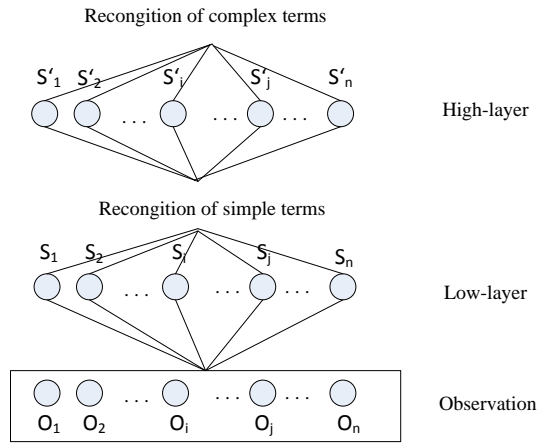 Recongition of complex terms
S‘1 S‘2 S‘i S‘j S‘n
... ... ...
High-layer
Recongition of simple terms
S1 S2 Si Sj Sn
... ... ...
Low-layer
... ... ...
O1 O2 Oi Oj On
Observation